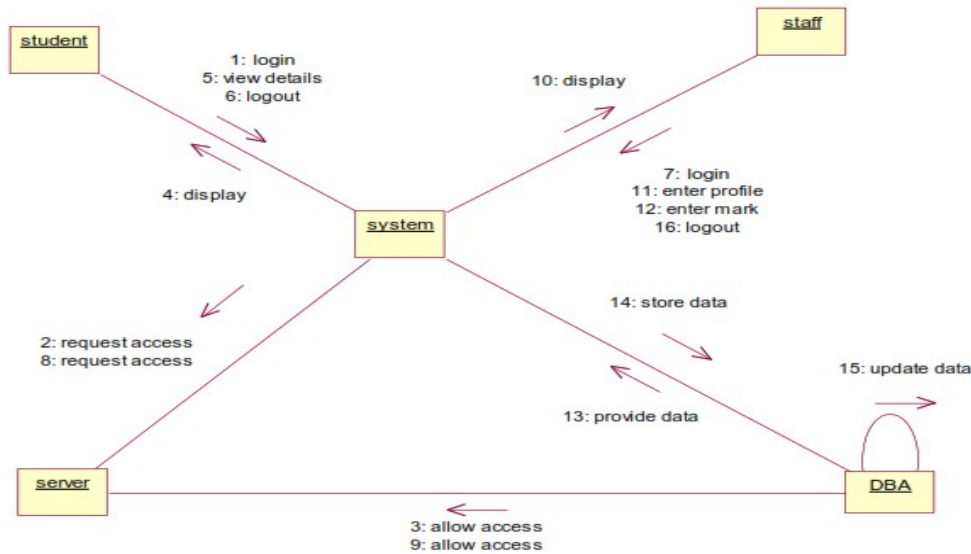 student
staff
1: login
5: view details
6: logout
10: display
4: display
7: login
11: enter profile
12: enter mark
16: logout
system
14: store data
2: request access
8: request access
15: update data
13: provide data
server
DBA
3: allow access
9: allow access